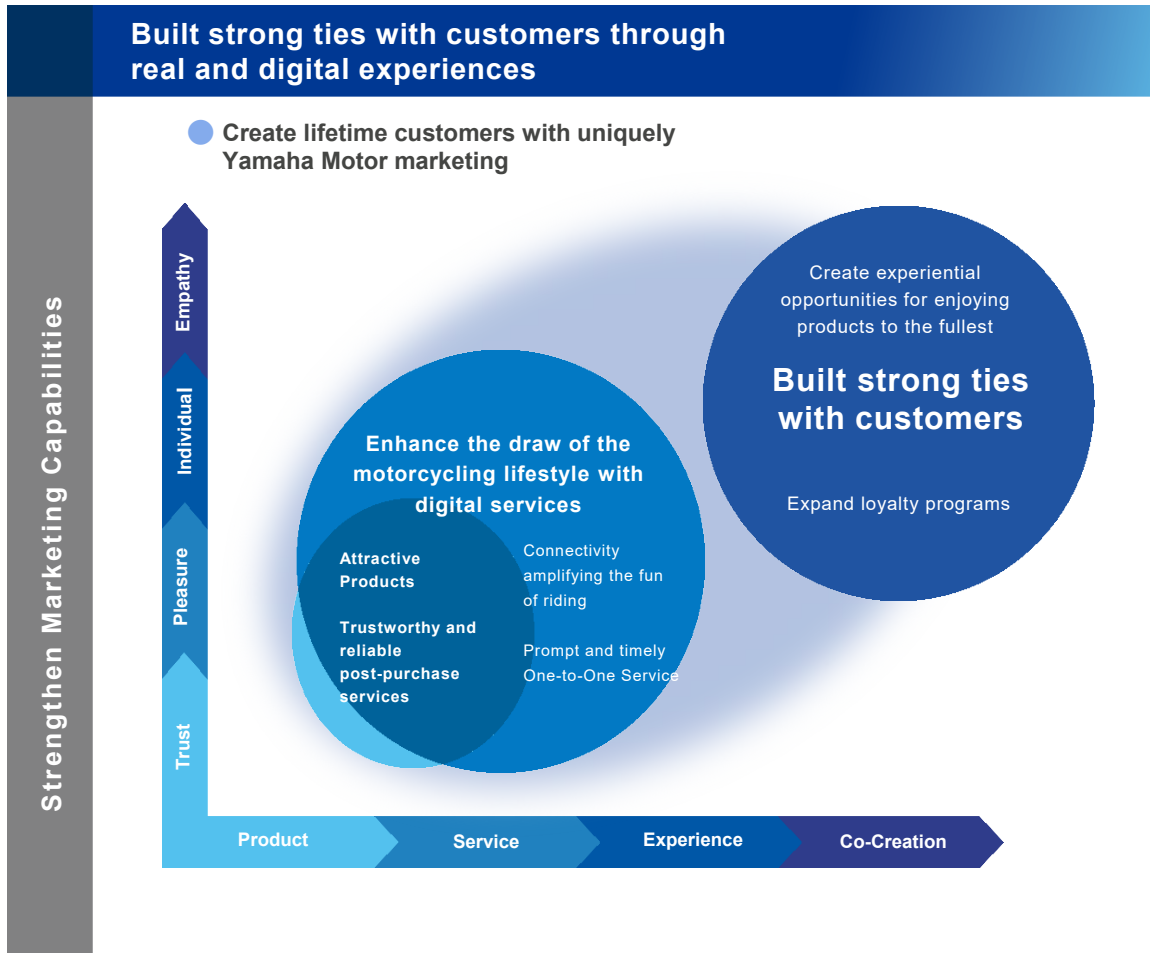 Built strong ties with customers through
real and digital experiences
Strengthen Marketing Capabilities
Create lifetime customers with uniquely
Yamaha Motor marketing
Empathy
Individual
Pleasure
Trust
Create experiential
opportunities for enjoying
products to the fullest
Built strong ties
with customers
Expand loyalty programs
Enhance the draw of the
motorcycling lifestyle with
digital services
Attractive
Products
Trustworthy and
reliable
post-purchase
services
Connectivity
amplifying the fun
of riding
Prompt and timely
One-to-One Service
Product
Service
Experience
Co-Creation